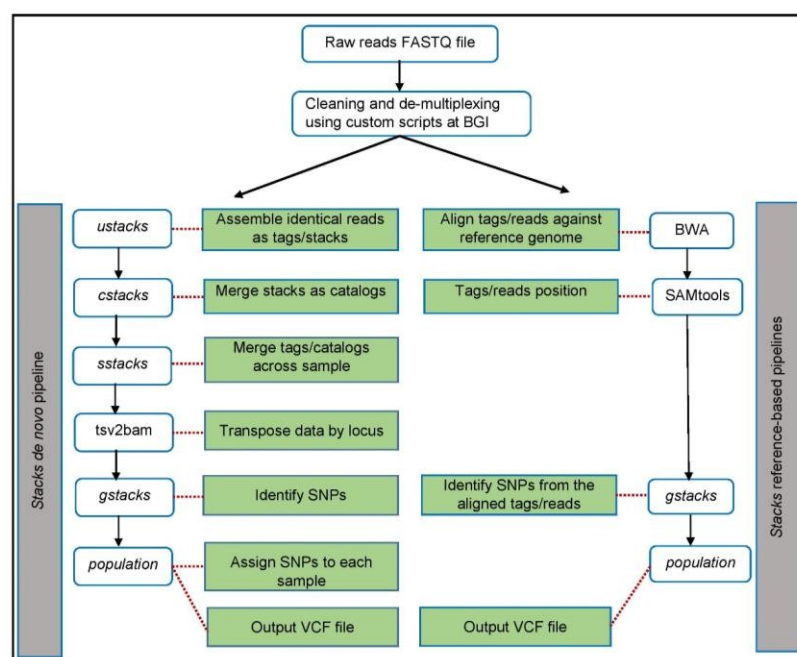 Raw reads FASTQ file
Cleaning and de-multiplexing
using custom scripts at BGI
Stacks de novo pipeline
ustacks
Assemble identical reads
as tags/stacks
cstacks
Merge stacks as catalogs
sstacks
Merge tags/catalogs
across sample
tsv2bam
Transpose data by locus
gstacks
Identify SNPs
population
Assign SNPs to each
sample
Output VCF file
Align tags/reads against
reference genome
BWA
Tags/reads position
SAMtools
Identify SNPs from the
aligned tags/reads
gstacks
population
Output VCF file
Stacks reference-based pipelines